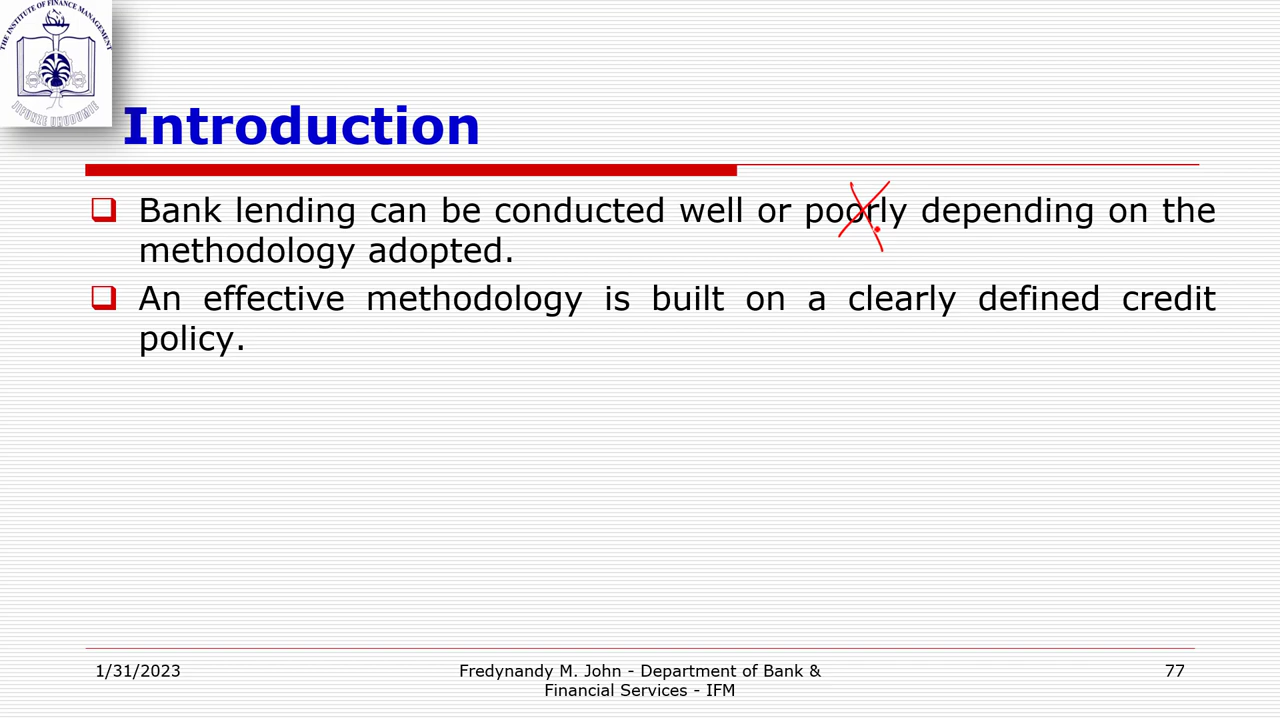 THE INSTITUTE OF FINANCE MANAGEMENT
Introduction
Bank lending can be conducted well or poorly depending on the
methodology adopted.
An effective methodology is built on a clearly defined credit
policy.
1/31/2023
Fredynandy M. John - Department of Bank &
Financial Services - IFM
77